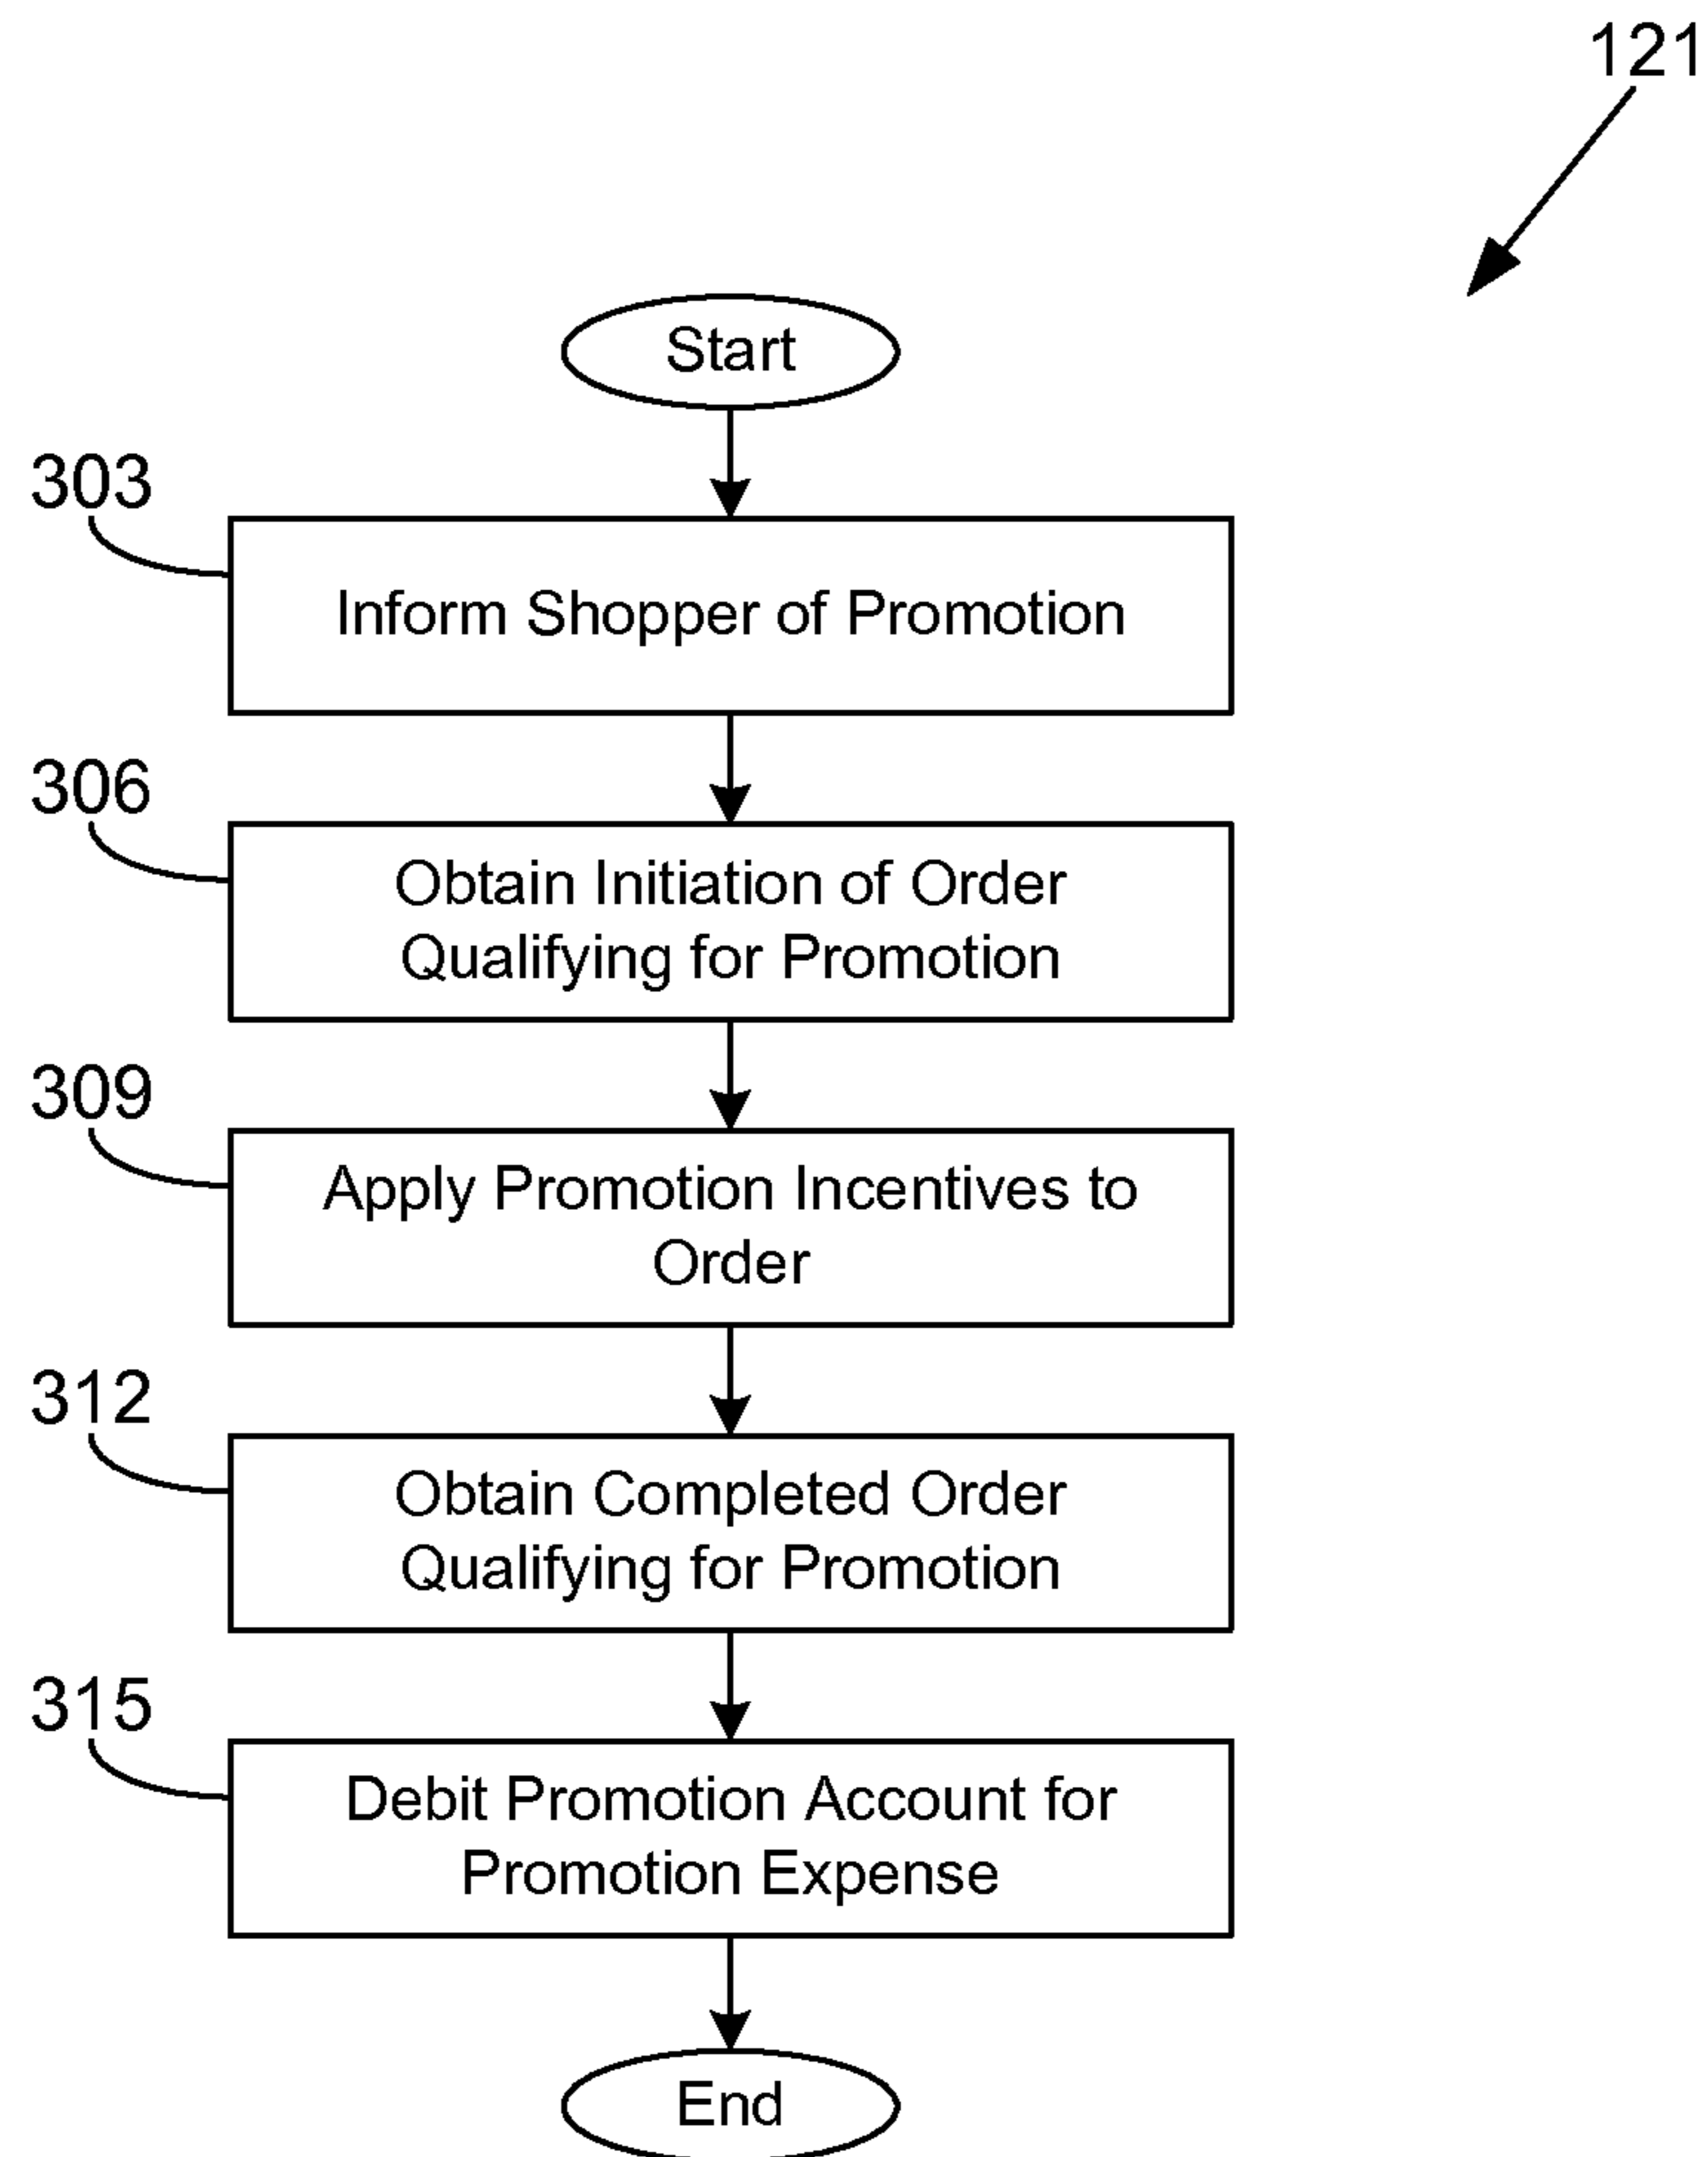 121
Start
303
Inform Shopper of Promotion
306
Obtain Initiation of Order
Qualifying for Promotion
309
Apply Promotion Incentives to
Order
312
Obtain Completed Order
Qualifying for Promotion
315
Debit Promotion Account for
Promotion Expense
End